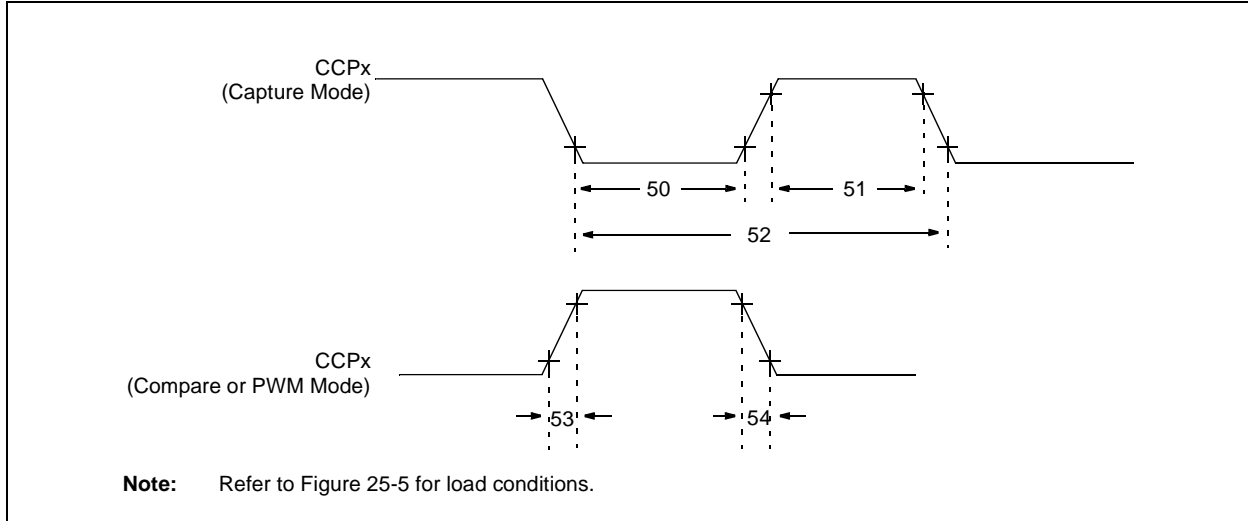 CCPx
(Capture Mode)
50
51
52
CCPx
(Compare or PWM Mode)
53
54
Note: Refer to Figure 25-5 for load conditions.